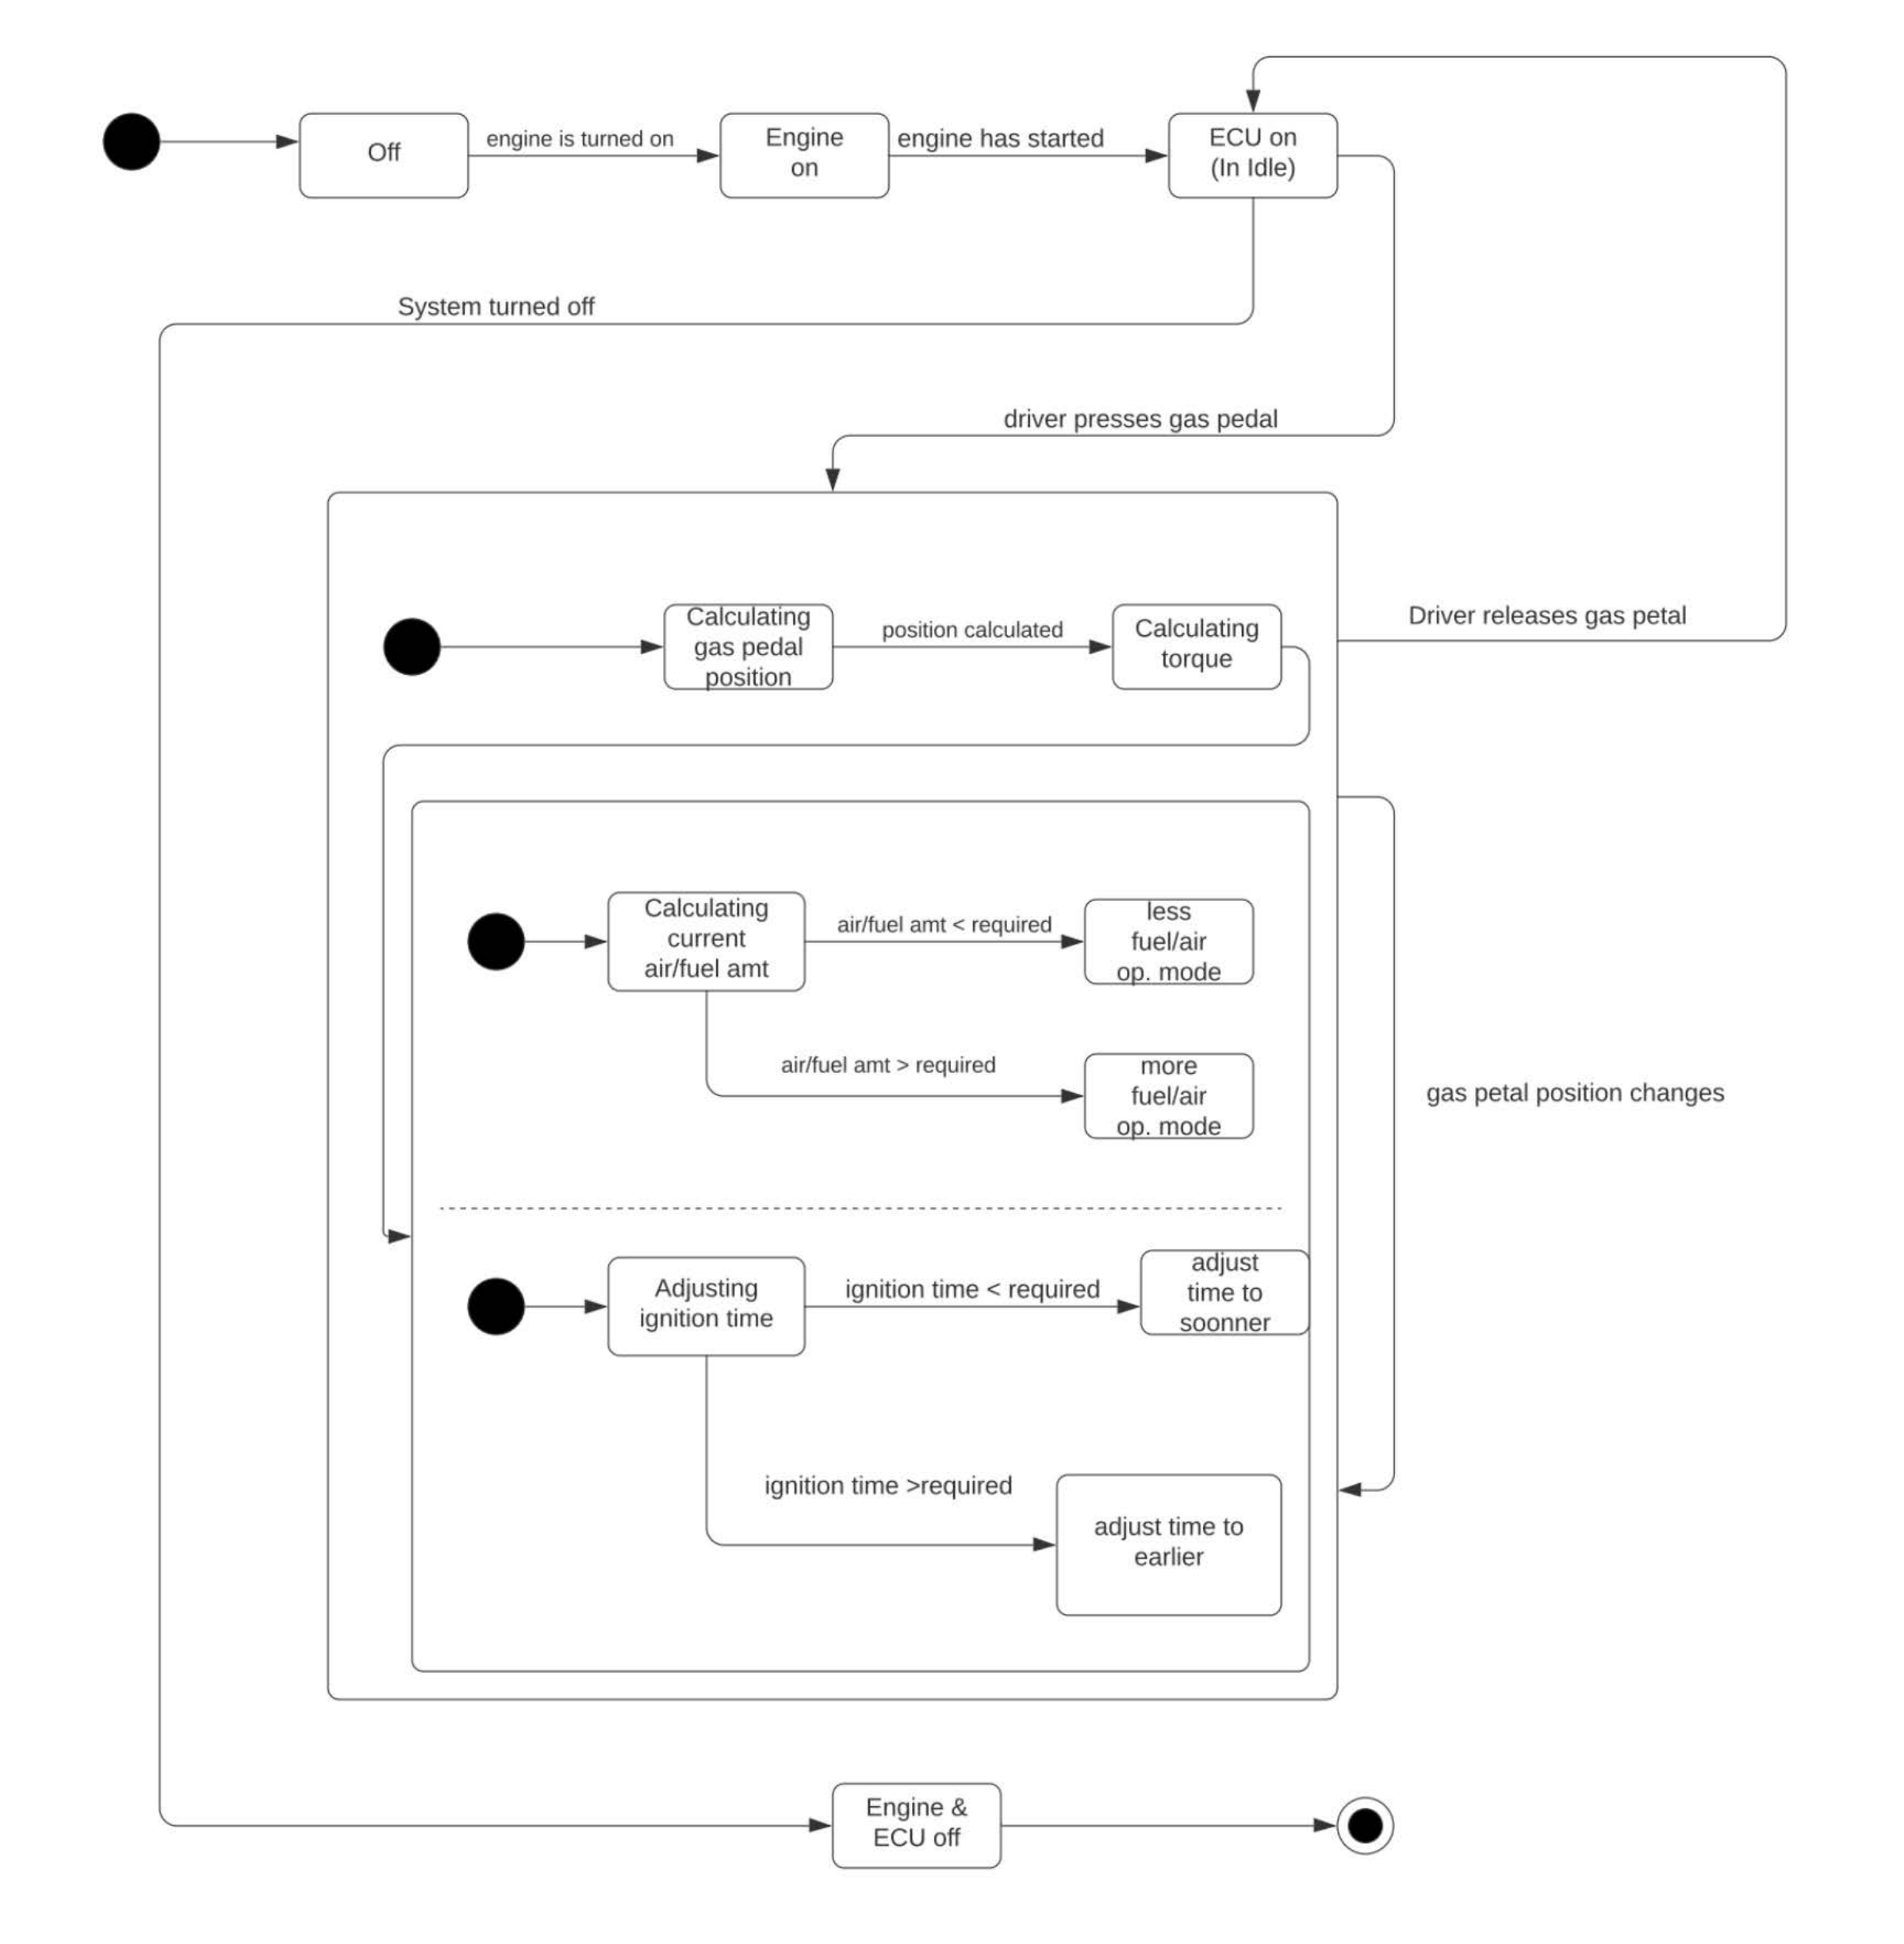 Off
engine is turned on
Engine
on
engine has started
ECU on
(In Idle)
System turned off
driver presses gas pedal
Calculating
gas pedal
position
position calculated
Calculating
torque
Driver releases gas petal
Calculating
current
air/fuel amt
air/fuel amt < required
less
fuel/air
op. mode
air/fuel amt > required
more
fuel/air
op. mode
gas petal position changes
Adjusting
ignition time
ignition time < required
adjust
time to
soonner
ignition time >required
adjust time to
earlier
Engine &
ECU off